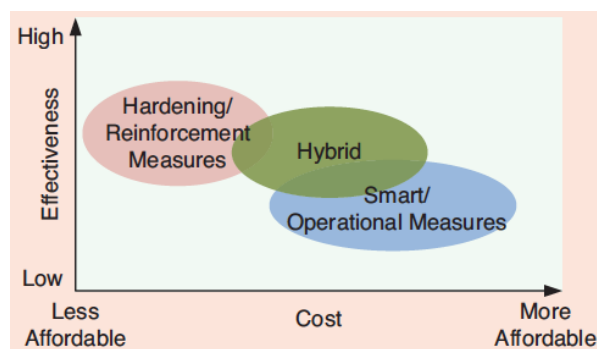 High
Effectiveness
Hardening/
Reinforcement
Measures
Hybrid
Smart/
Operational Measures
Low
Less
Affordable
Cost
More
Affordable